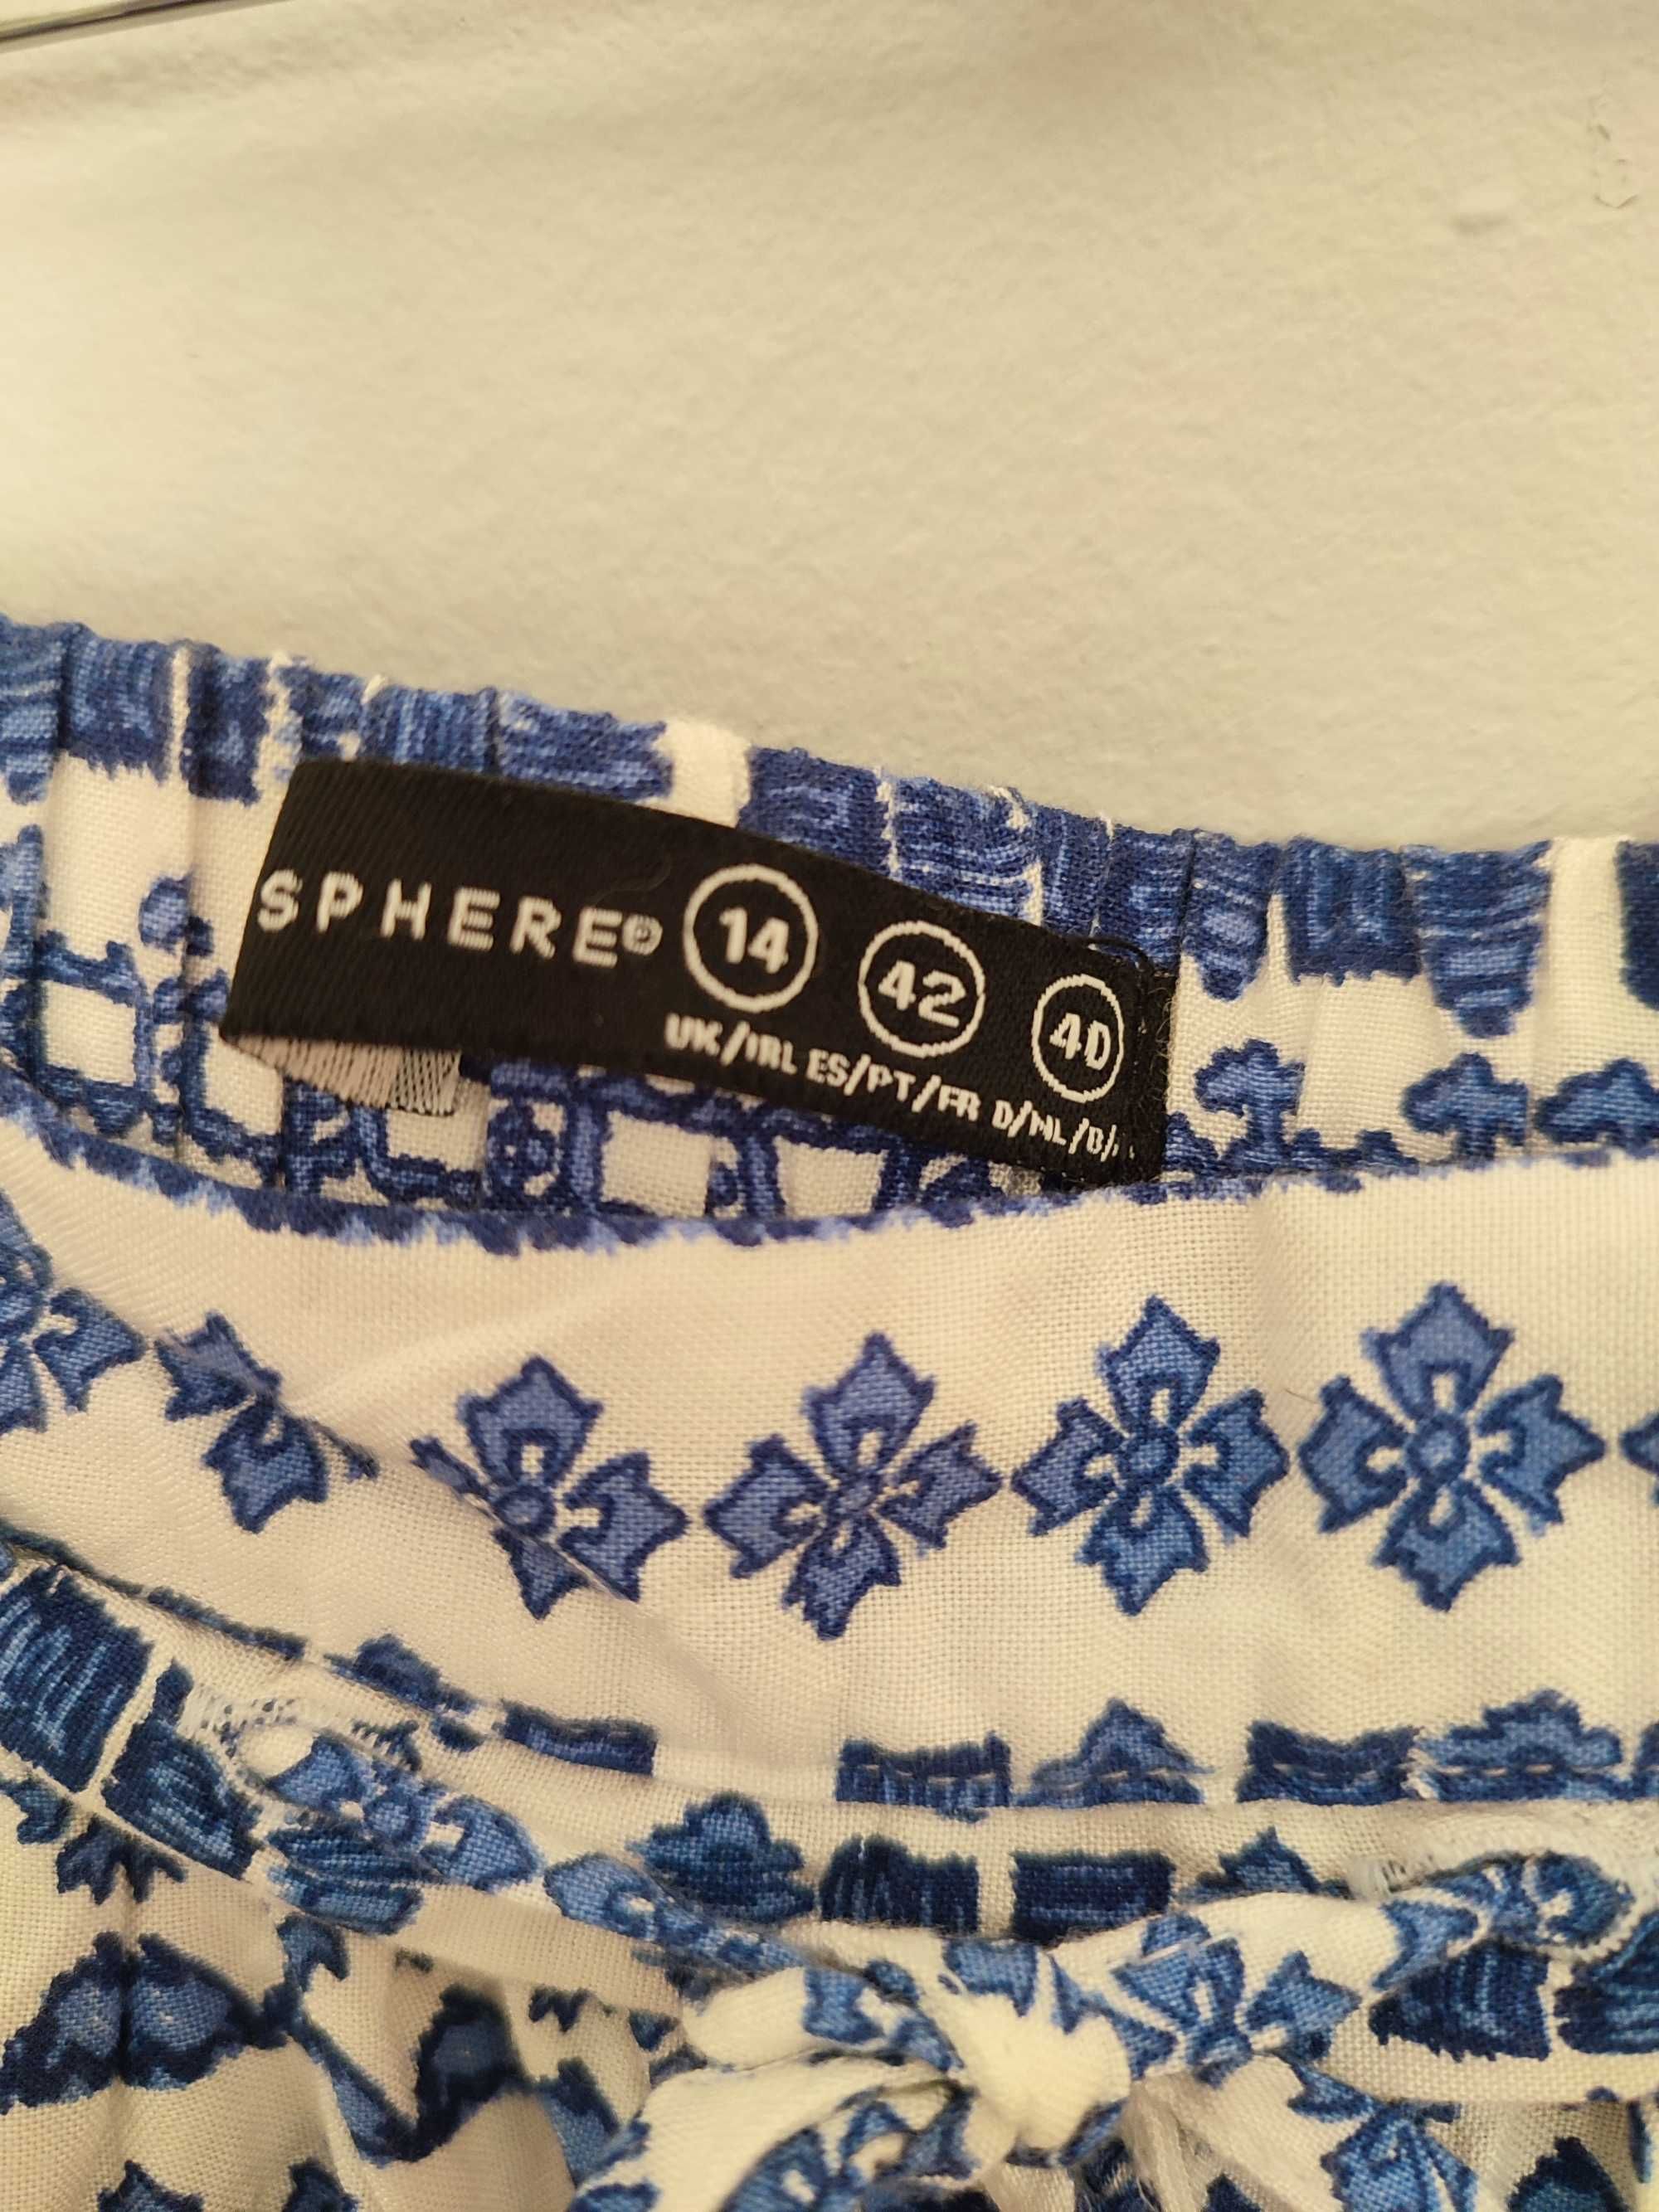 SPHERE© 14 42 40
UK/IRL ES/PT/FR D/NL/B/